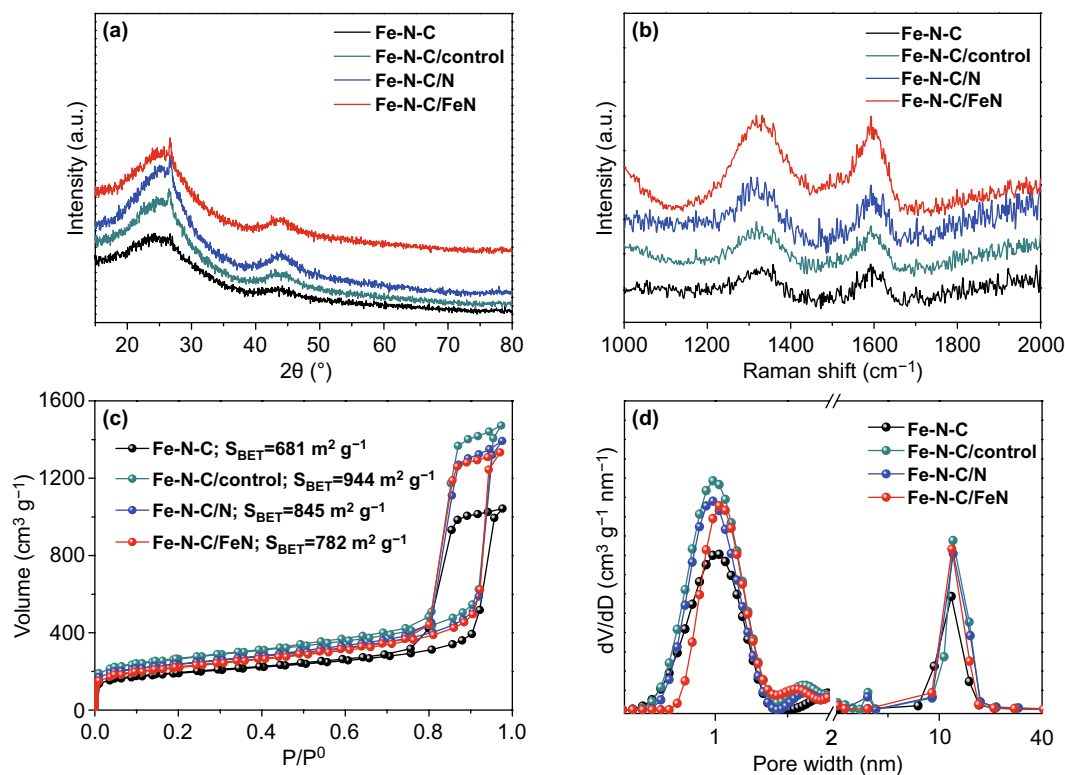 (a)
Fe-N-C
Fe-N-C/control
Fe-N-C/N
Fe-N-C/FeN
Intensity (a.u.)
20 30 40 50 60 70 80
2θ (°)
(b)
Fe-N-C
Fe-N-C/control
Fe-N-C/N
Fe-N-C/FeN
Intensity (a.u.)
1000 1200 1400 1600 1800 2000
Raman shift (cm⁻¹)
(c)
Fe-N-C; S_BET=681 m² g⁻¹
Fe-N-C/control; S_BET=944 m² g⁻¹
Fe-N-C/N; S_BET=845 m² g⁻¹
Fe-N-C/FeN; S_BET=782 m² g⁻¹
Volume (cm³ g⁻¹)
1600
1200
800
400
0
0.0 0.2 0.4 0.6 0.8 1.0
P/P⁰
(d)
Fe-N-C
Fe-N-C/control
Fe-N-C/N
Fe-N-C/FeN
dV/dD (cm³ g⁻¹ nm⁻¹)
1 2 10 40
Pore width (nm)